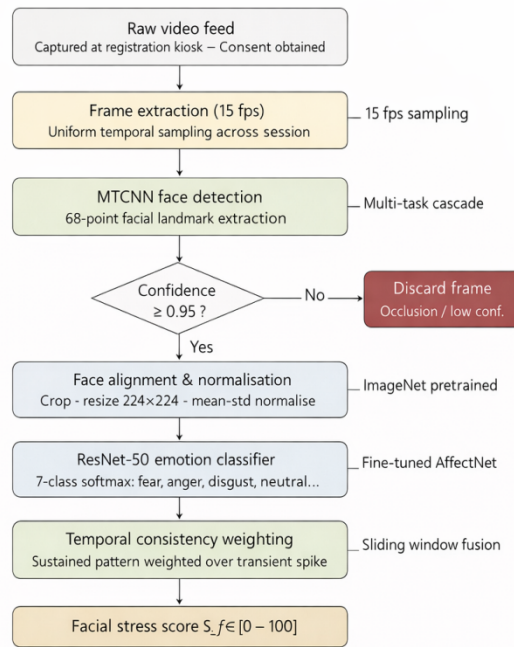 Raw video feed
Captured at registration kiosk – Consent obtained
Frame extraction (15 fps)
Uniform temporal sampling across session
15 fps sampling
MTCNN face detection
68-point facial landmark extraction
Multi-task cascade
Confidence
≥ 0.95 ?
No
Discard frame
Occlusion / low conf.
Yes
Face alignment & normalisation
Crop - resize 224×224 - mean-std normalise
ImageNet pretrained
ResNet-50 emotion classifier
7-class softmax: fear, anger, disgust, neutral...
Fine-tuned AffectNet
Temporal consistency weighting
Sustained pattern weighted over transient spike
Sliding window fusion
Facial stress score S_f∈[0 – 100]